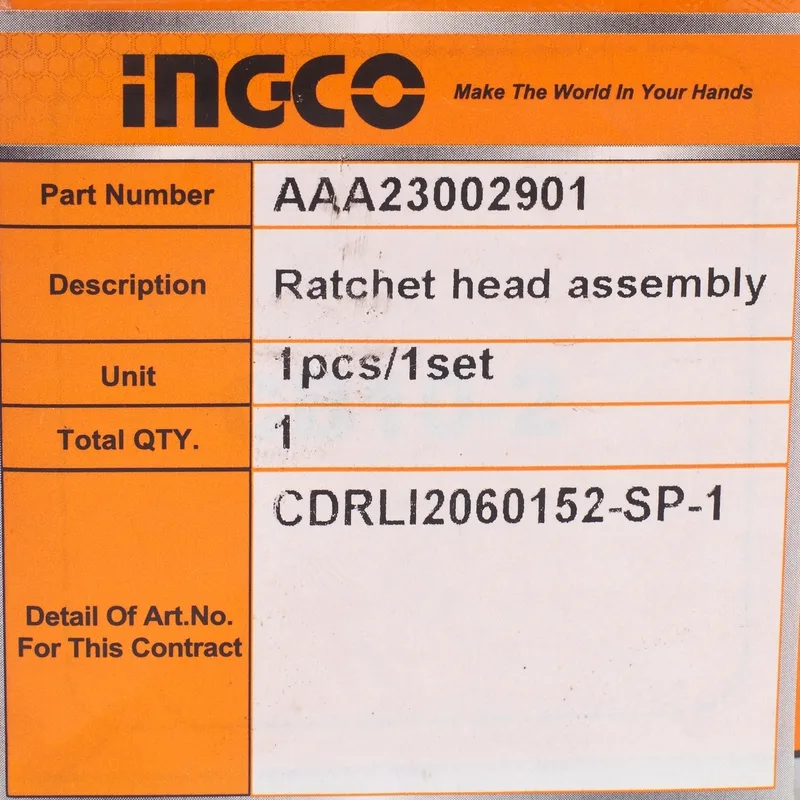 INGCO Make The World In Your Hands
Part Number AAA23002901
Description Ratchet head assembly
Unit 1pcs/1set
Total QTY. 1
CDRLI2060152-SP-1
Detail Of Art.No.
For This Contract